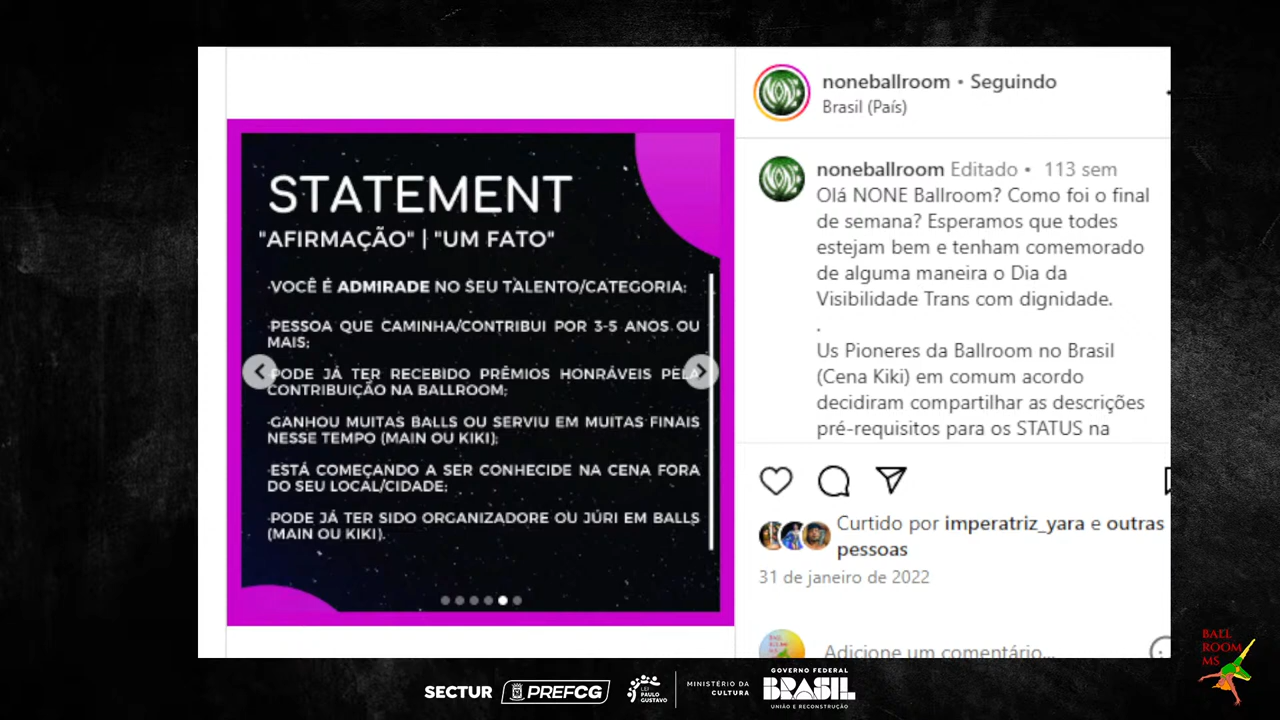 STATEMENT
"AFIRMAÇÃO" | "UM FATO"
·VOCÊ É ADMIRADE NO SEU TALENTO/CATEGORIA;
·PESSOA QUE CAMINHA/CONTRIBUI POR 3-5 ANOS OU
MAIS;
·PODE JÁ TER RECEBIDO PRÊMIOS HONRÁVEIS PELA
CONTRIBUIÇÃO NA BALLROOM;
·GANHOU MUITAS BALLS OU SERVIU EM MUITAS FINAIS
NESSE TEMPO (MAIN OU KIKI);
·ESTÁ COMEÇANDO A SER CONHECIDE NA CENA FORA
DO SEU LOCAL/CIDADE;
·PODE JÁ TER SIDO ORGANIZADORE OU JÚRI EM BALLS
(MAIN OU KIKI).
noneballroom • Seguindo
Brasil (País)
noneballroom Editado • 113 sem
Olá NONE Ballroom? Como foi o final
de semana? Esperamos que todes
estejam bem e tenham comemorado
de alguma maneira o Dia da
Visibilidade Trans com dignidade.
.
Us Pioneres da Ballroom no Brasil
(Cena Kiki) em comum acordo
decidiram compartilhar as descrições
pré-requisitos para os STATUS na
Curtido por imperatriz_yara e outras
pessoas
31 de janeiro de 2022
Adicione um comentário...
SECTUR
PREFCG
LEI
PAULO
GUSTAVO
MINISTÉRIO DA
CULTURA
GOVERNO FEDERAL
BRASIL
UNIÃO E RECONSTRUÇÃO
BALL
ROOM
MS